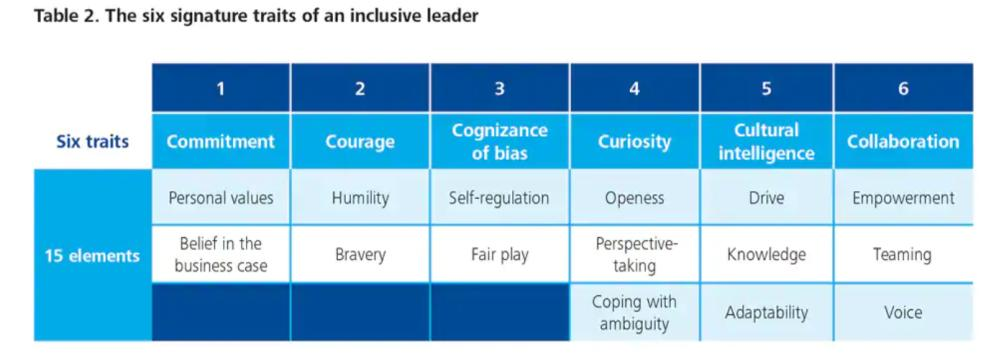 Table 2. The six signature traits of an inclusive leader
1 2 3 4 5 6
Six traits Commitment Courage Cognizance of bias Curiosity Cultural intelligence Collaboration
15 elements
Personal values Humility Self-regulation Openess Drive Empowerment
Belief in the business case Bravery Fair play Perspective-taking Knowledge Teaming
Coping with ambiguity Adaptability Voice